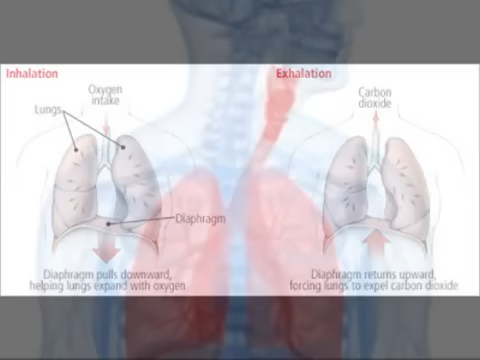 Inhalation
Oxygen
intake
Lungs
Diaphragm
Diaphragm pulls downward,
helping lungs expand with oxygen
Exhalation
Carbon
dioxide
Diaphragm returns upward,
forcing lungs to expel carbon dioxide